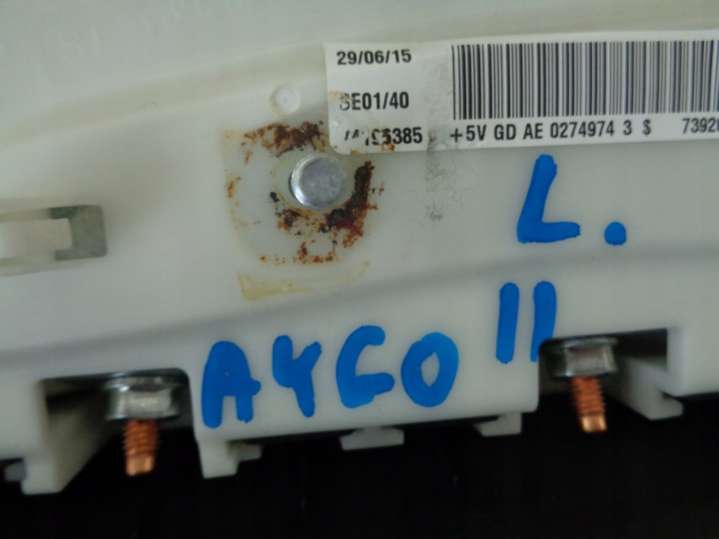 29/06/15
SE01/40
+5V GD AE 0274974 3 $
L.
AYGO II